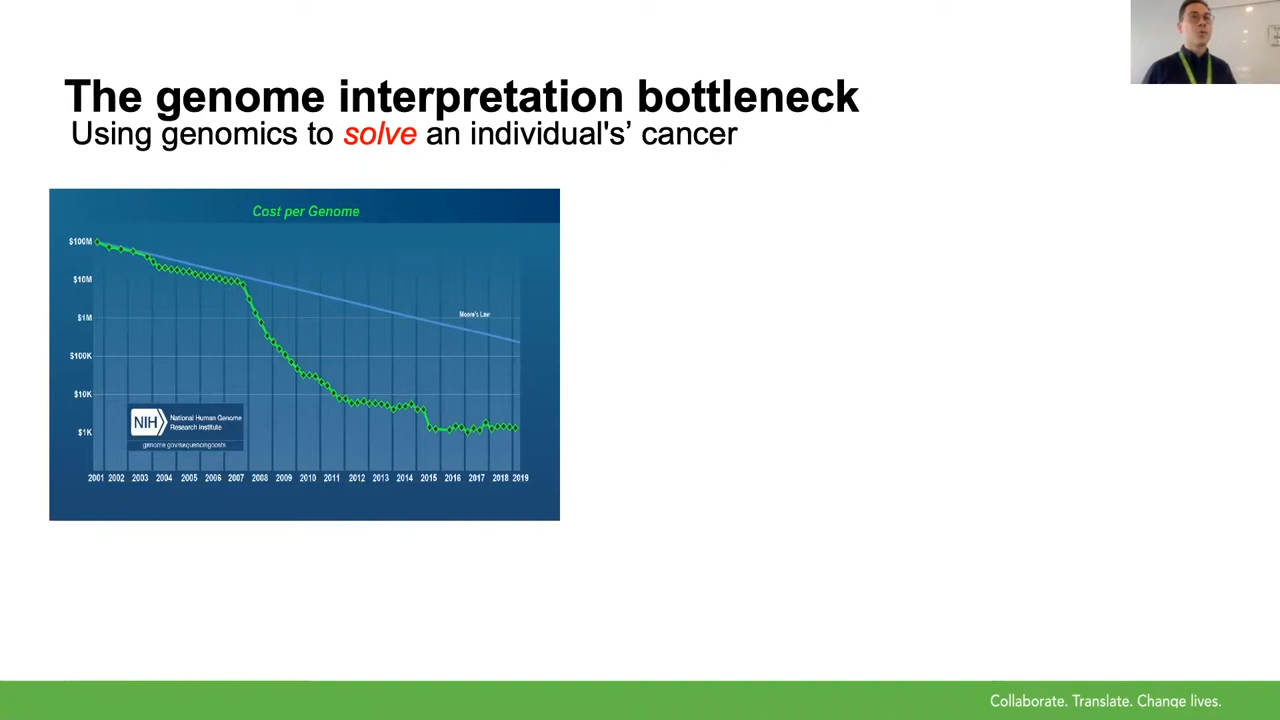 The genome interpretation bottleneck
Using genomics to solve an individual's’ cancer
Cost per Genome
$100M
$10M
$1M
$100K
$10K
$1K
Moore's Law
NIH
National Human Genome
Research Institute
genome.gov/sequencingcosts
2001 2002 2003 2004 2005 2006 2007 2008 2009 2010 2011 2012 2013 2014 2015 2016 2017 2018 2019
Collaborate. Translate. Change lives.